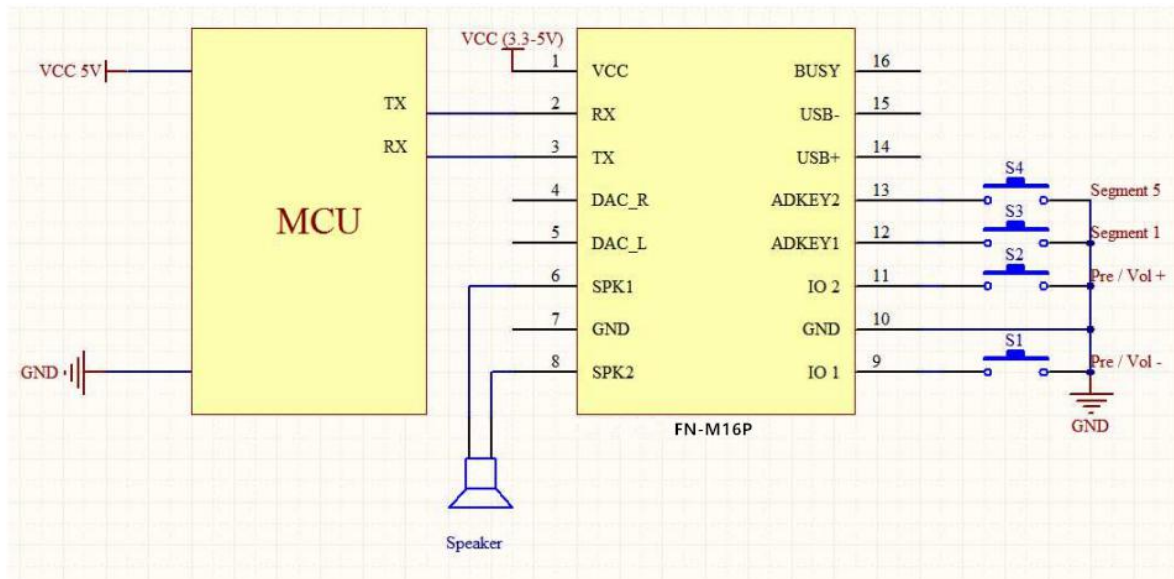 VCC 5V
TX
RX
MCU
GND
VCC (3.3-5V)
1 VCC
2 RX
3 TX
4 DAC_R
5 DAC_L
6 SPK1
7 GND
8 SPK2
BUSY 16
USB- 15
USB+ 14
ADKEY2 13
ADKEY1 12
IO 2 11
GND 10
IO 1 9
FN-M16P
S4
Segment 5
S3
Segment 1
S2
Pre / Vol +
S1
Pre / Vol -
GND
Speaker